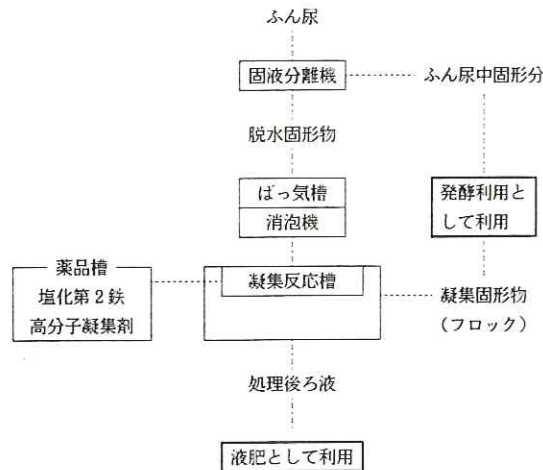 ふん尿
固液分離機
ふん尿中固形分
脱水固形物
ばっ気槽
消泡機
発酵利用と
して利用
薬品槽
塩化第2鉄
高分子凝集剤
凝集反応槽
凝集固形物
(フロック)
処理後ろ液
液肥として利用